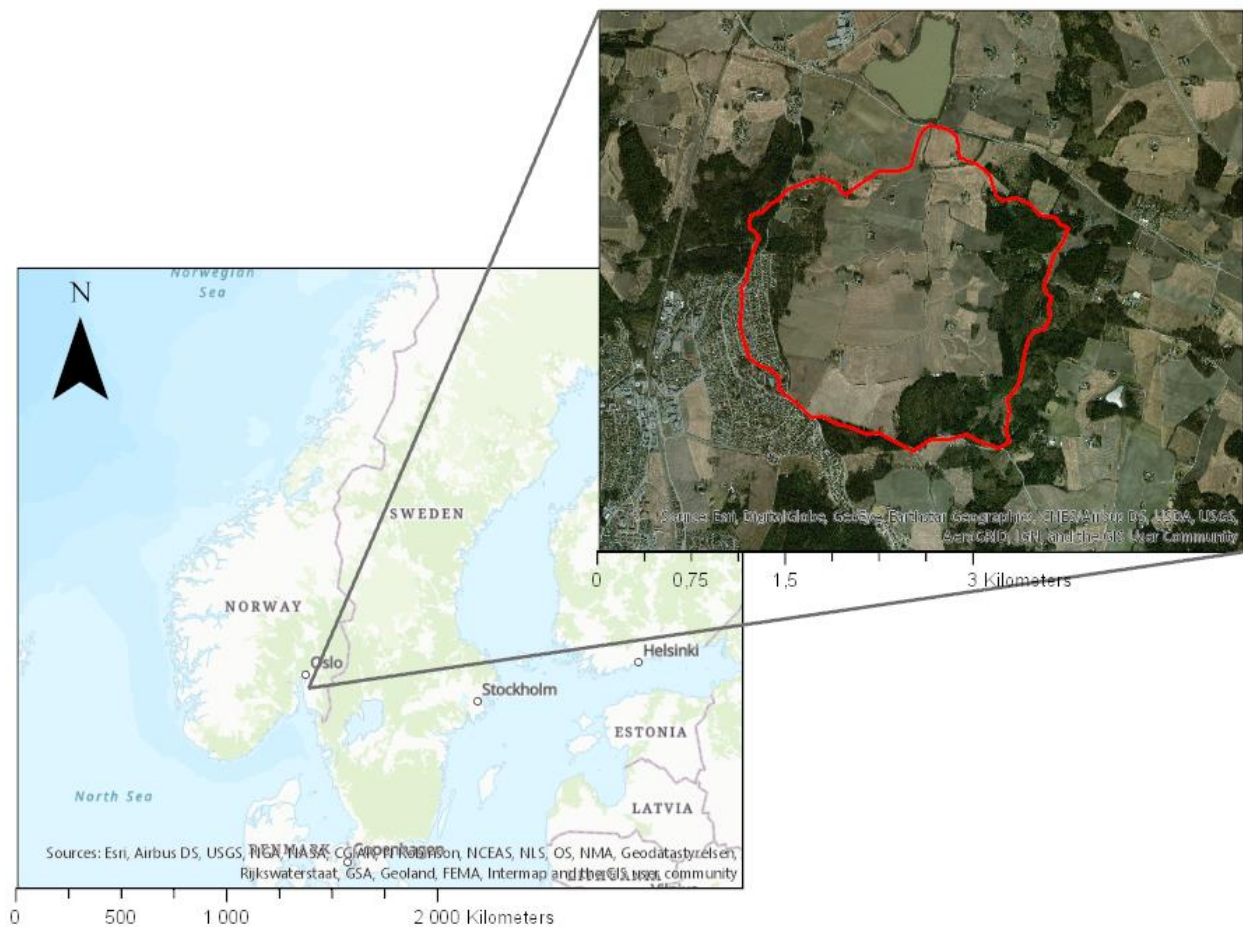 Source: Esri, DigitalGlobe, GeoEye, Earthstar Geographics, CNES/Airbus DS, USDA, USGS,
AeroGRID, IGN, and the GIS User Community
0 0,75 1,5 3 Kilometers
Norwegian
Sea
N
SWEDEN
NORWAY
Oslo
Helsinki
Stockholm
ESTONIA
North Sea
LATVIA
DENMARK
Copenhagen
Sources: Esri, Airbus DS, USGS, NGA, NASA, CGIAR, N Robinson, NCEAS, NLS, OS, NMA, Geodatastyrelsen,
Rijkswaterstaat, GSA, Geoland, FEMA, Intermap and the GIS user community
LITHUANIA
0 500 1 000 2 000 Kilometers